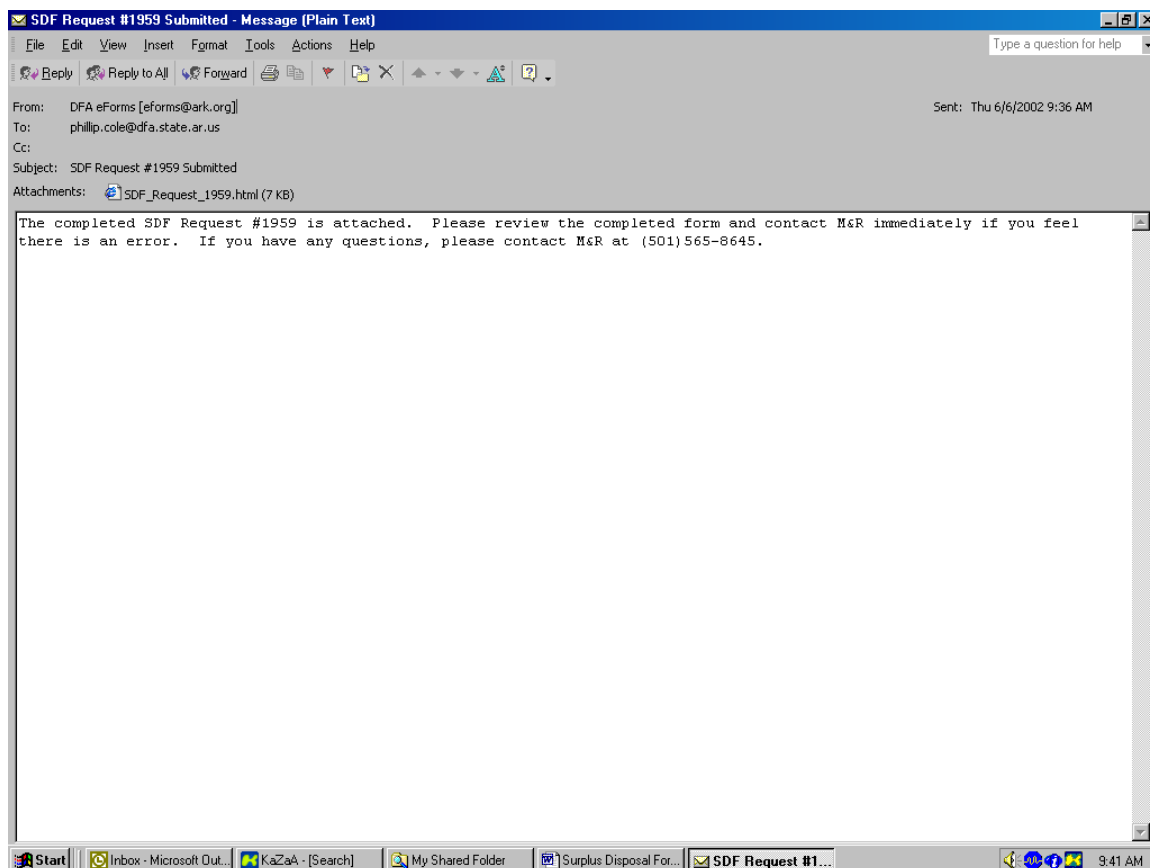 SDF Request #1959 Submitted - Message (Plain Text)
File Edit View Insert Format Tools Actions Help Type a question for help
Reply Reply to All Forward
From: DFA eForms [eforms@ark.org] Sent: Thu 6/6/2002 9:36 AM
To: phillip.cole@dfa.state.ar.us
Cc:
Subject: SDF Request #1959 Submitted
Attachments: SDF_Request_1959.html (7 KB)
The completed SDF Request #1959 is attached. Please review the completed form and contact M&R immediately if you feel
there is an error. If you have any questions, please contact M&R at (501)565-8645.
Start Inbox - Microsoft Out... KaZaA - [Search] My Shared Folder Surplus Disposal For... SDF Request #1... 9:41 AM